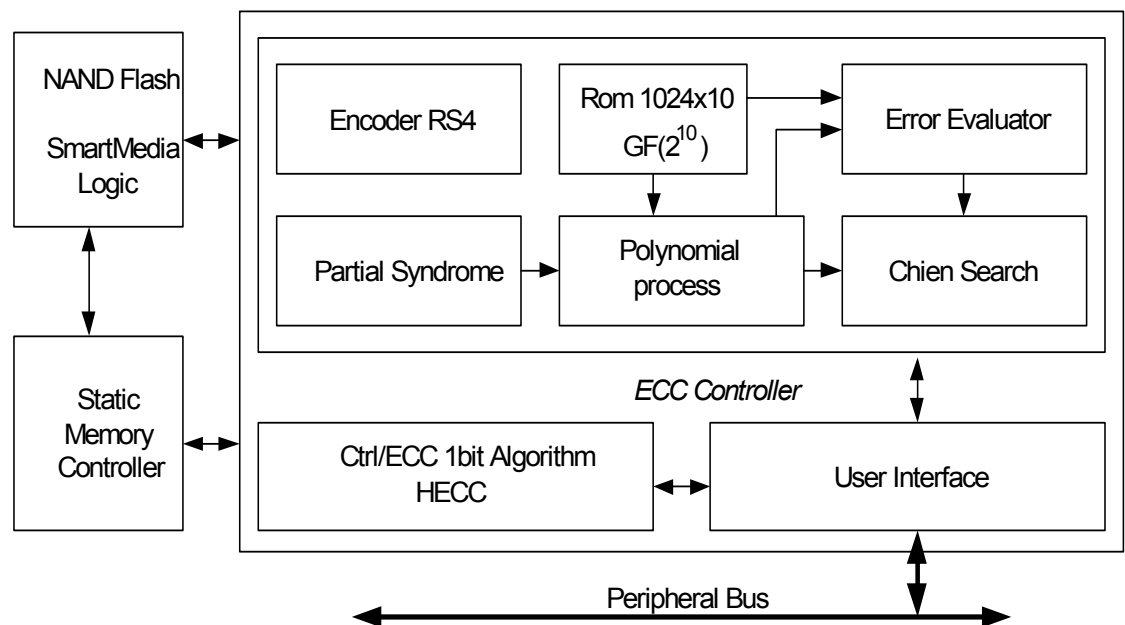 NAND Flash
SmartMedia
Logic
Static
Memory
Controller
Encoder RS4
Rom 1024x10
GF(2^10)
Error Evaluator
Partial Syndrome
Polynomial
process
Chien Search
ECC Controller
Ctrl/ECC 1bit Algorithm
HECC
User Interface
Peripheral Bus